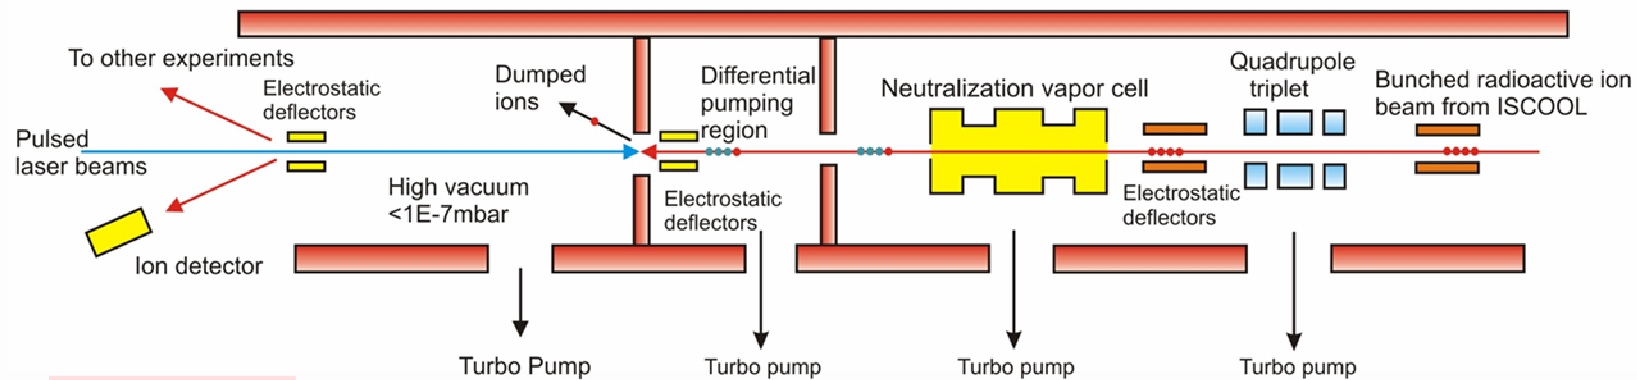 To other experiments
Electrostatic
deflectors
Pulsed
laser beams
Ion detector
High vacuum
<1E-7mbar
Dumped
ions
Differential
pumping
region
Electrostatic
deflectors
Neutralization vapor cell
Electrostatic
deflectors
Quadrupole
triplet
Bunched radioactive ion
beam from ISCOOL
Turbo Pump
Turbo pump
Turbo pump
Turbo pump